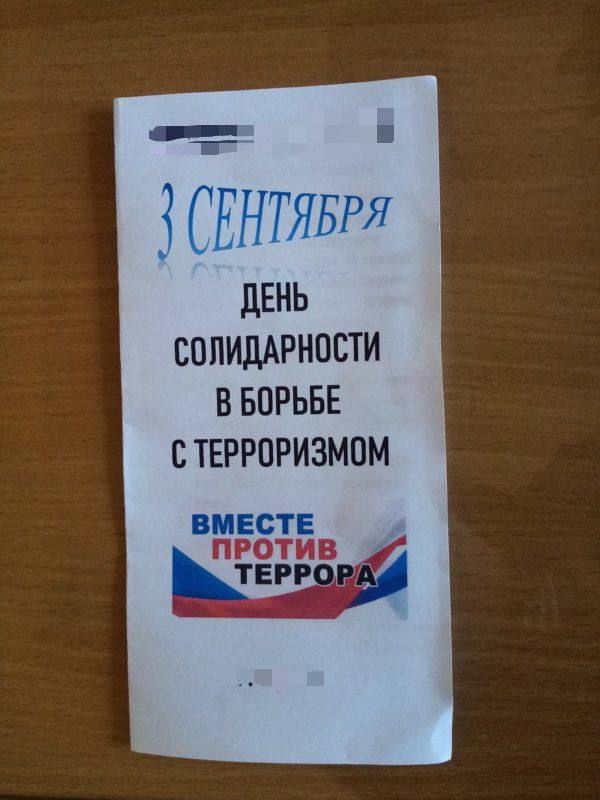 3 СЕНТЯБРЯ
ДЕНЬ
СОЛИДАРНОСТИ
В БОРЬБЕ
С ТЕРРОРИЗМОМ
ВМЕСТЕ
ПРОТИВ
ТЕРРОРА